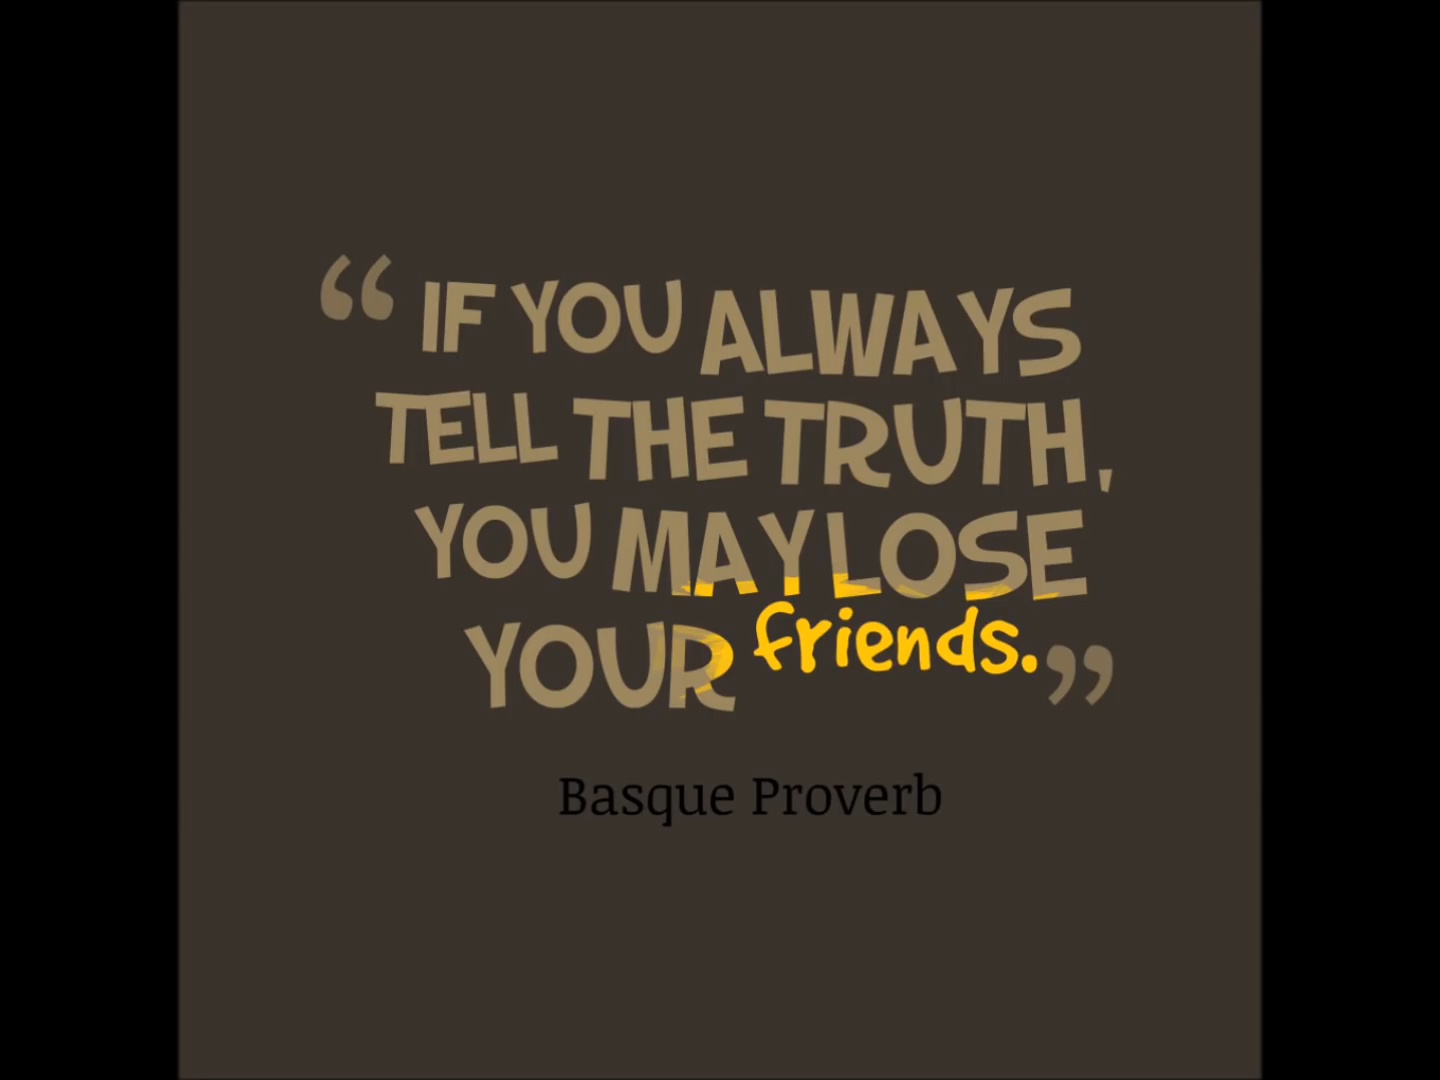 “ IF YOU ALWAYS
TELL THE TRUTH,
YOU MAY LOSE
YOUR friends.”
Basque Proverb